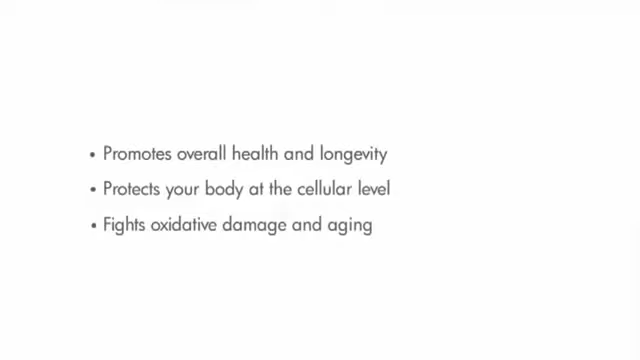 • Promotes overall health and longevity
• Protects your body at the cellular level
• Fights oxidative damage and aging